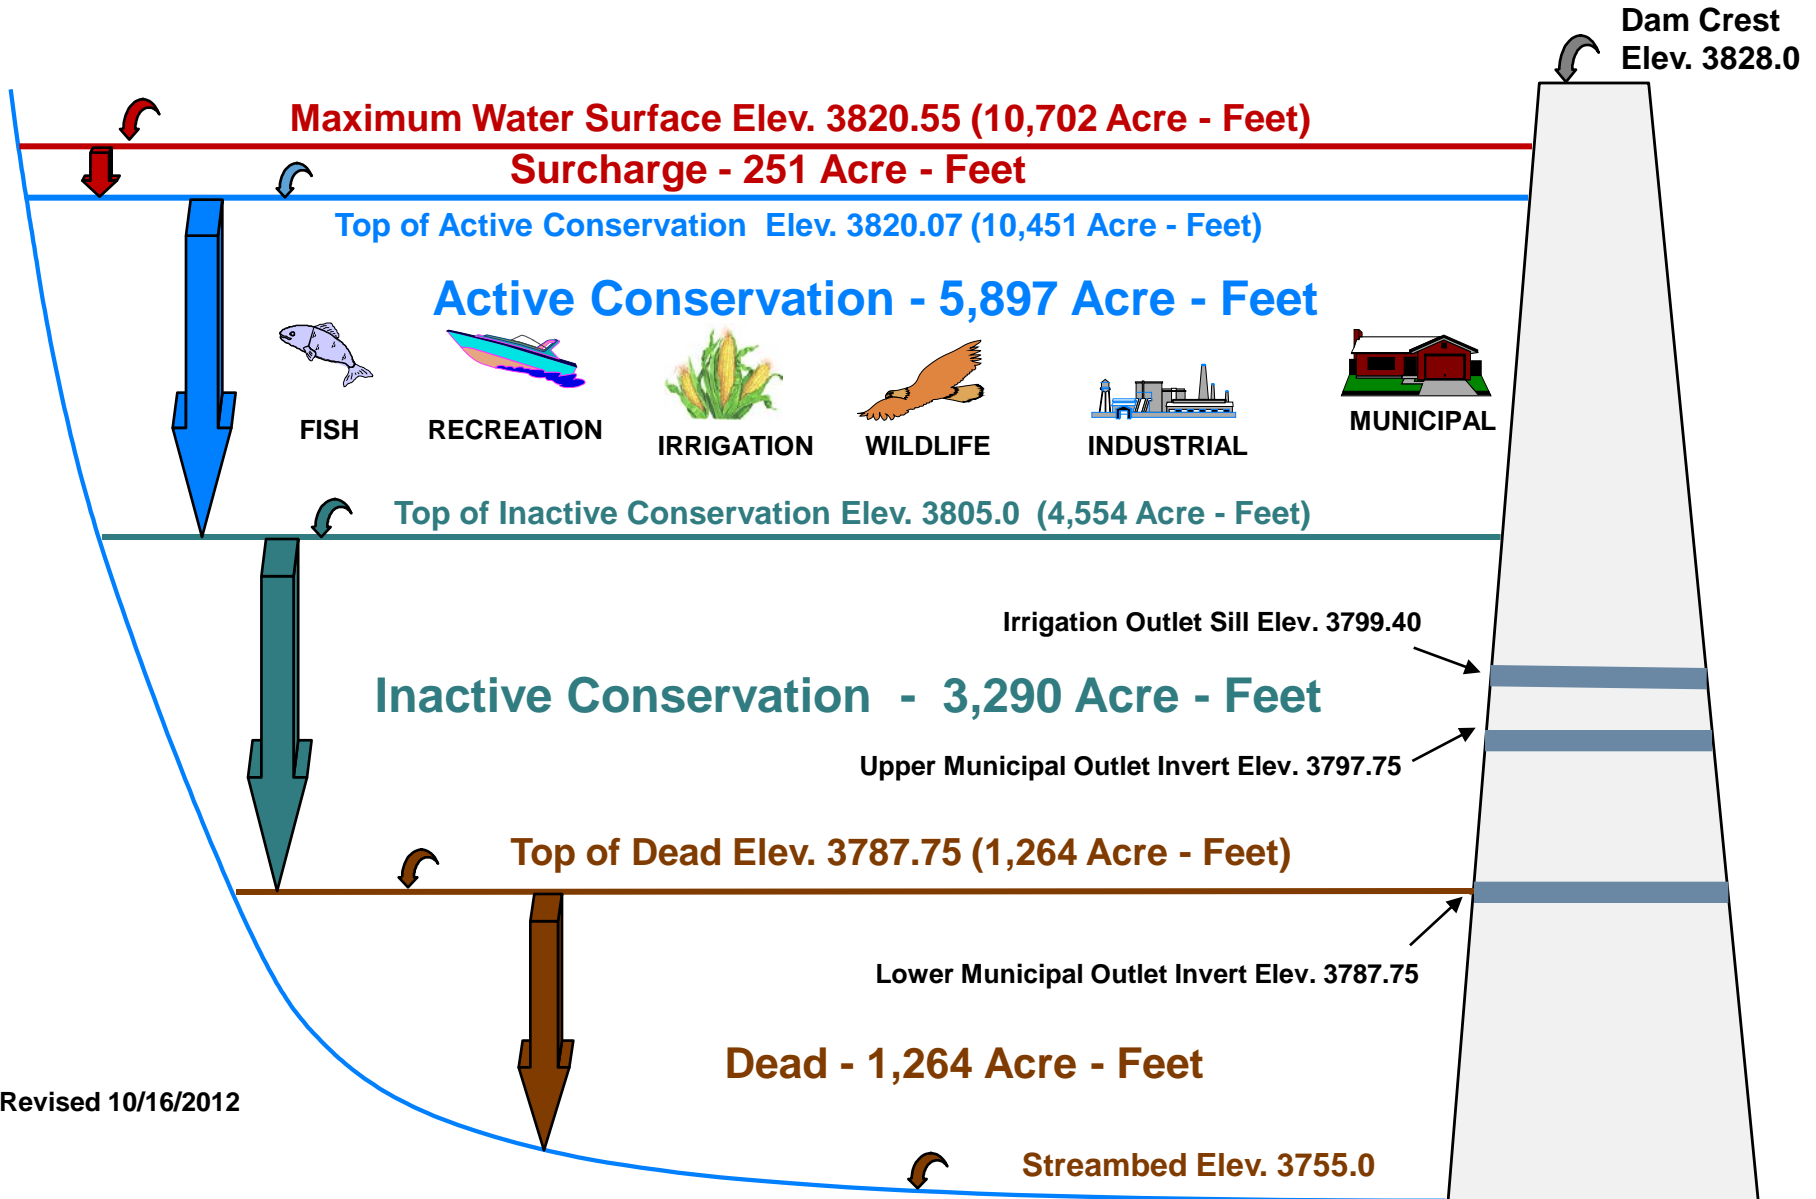 Dam Crest
Elev. 3828.0
Maximum Water Surface Elev. 3820.55 (10,702 Acre - Feet)
Surcharge - 251 Acre - Feet
Top of Active Conservation Elev. 3820.07 (10,451 Acre - Feet)
Active Conservation - 5,897 Acre - Feet
FISH
RECREATION
IRRIGATION
WILDLIFE
INDUSTRIAL
MUNICIPAL
Top of Inactive Conservation Elev. 3805.0 (4,554 Acre - Feet)
Irrigation Outlet Sill Elev. 3799.40
Inactive Conservation - 3,290 Acre - Feet
Upper Municipal Outlet Invert Elev. 3797.75
Top of Dead Elev. 3787.75 (1,264 Acre - Feet)
Lower Municipal Outlet Invert Elev. 3787.75
Dead - 1,264 Acre - Feet
Revised 10/16/2012
Streambed Elev. 3755.0